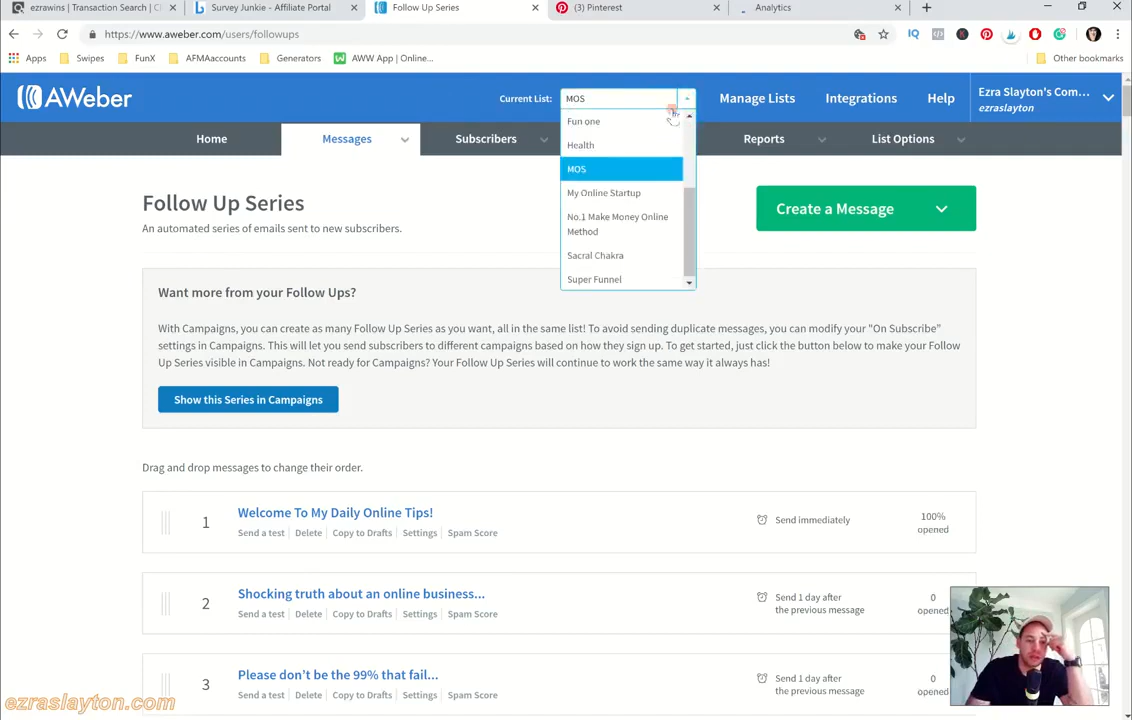 ezrawins | Transaction Search | Cl
Survey Junkie - Affiliate Portal
Follow Up Series
(3) Pinterest
Analytics
https://www.aweber.com/users/followups
IQ
Apps
Swipes
FunX
AFMAaccounts
Generators
AWW App | Online...
Other bookmarks
AWeber
Current List:
MOS
Manage Lists
Integrations
Help
Ezra Slayton's Com...
ezraslayton
Home
Messages
Subscribers
Reports
List Options
Fun one
Health
MOS
My Online Startup
No.1 Make Money Online
Method
Sacral Chakra
Super Funnel
Follow Up Series
An automated series of emails sent to new subscribers.
Create a Message
Want more from your Follow Ups?
With Campaigns, you can create as many Follow Up Series as you want, all in the same list! To avoid sending duplicate messages, you can modify your "On Subscribe"
settings in Campaigns. This will let you send subscribers to different campaigns based on how they sign up. To get started, just click the button below to make your Follow
Up Series visible in Campaigns. Not ready for Campaigns? Your Follow Up Series will continue to work the same way it always has!
Show this Series in Campaigns
Drag and drop messages to change their order.
1
Welcome To My Daily Online Tips!
Send a test | Delete | Copy to Drafts | Settings | Spam Score
Send immediately
100%
opened
2
Shocking truth about an online business...
Send a test | Delete | Copy to Drafts | Settings | Spam Score
Send 1 day after
the previous message
0
opened
3
Please don't be the 99% that fail...
Send a test | Delete | Copy to Drafts | Settings | Spam Score
Send 1 day after
the previous message
0
opened
ezraslayton.com